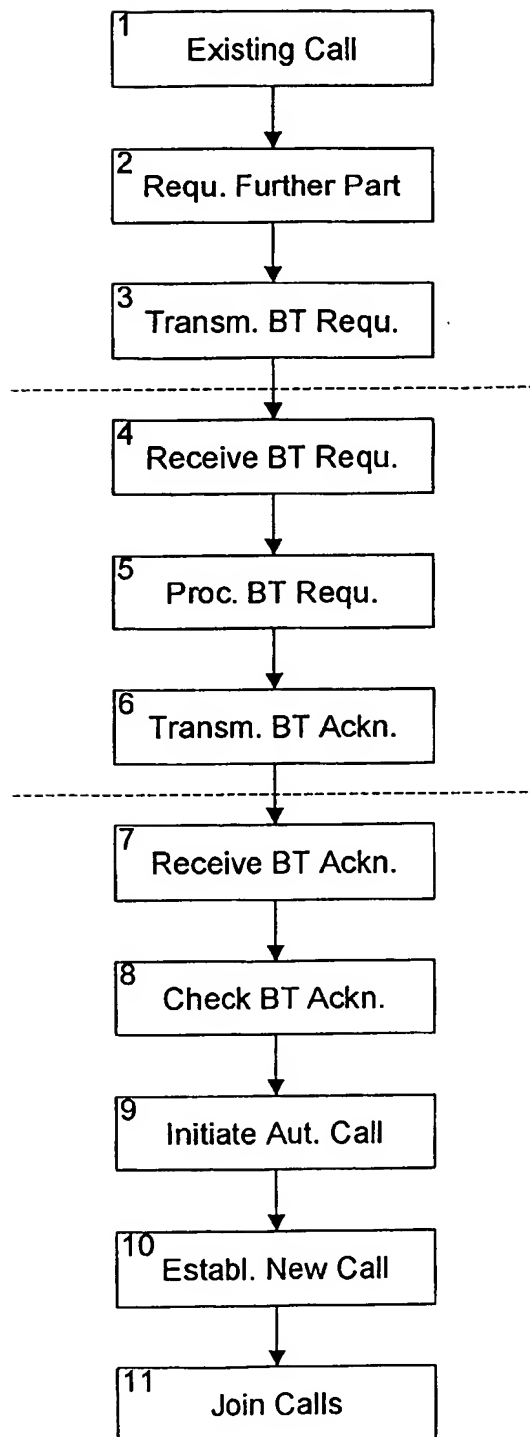 1
Existing Call
2
Requ. Further Part
3
Transm. BT Requ.
4
Receive BT Requ.
5
Proc. BT Requ.
6
Transm. BT Ackn.
7
Receive BT Ackn.
8
Check BT Ackn.
9
Initiate Aut. Call
10
Establ. New Call
11
Join Calls